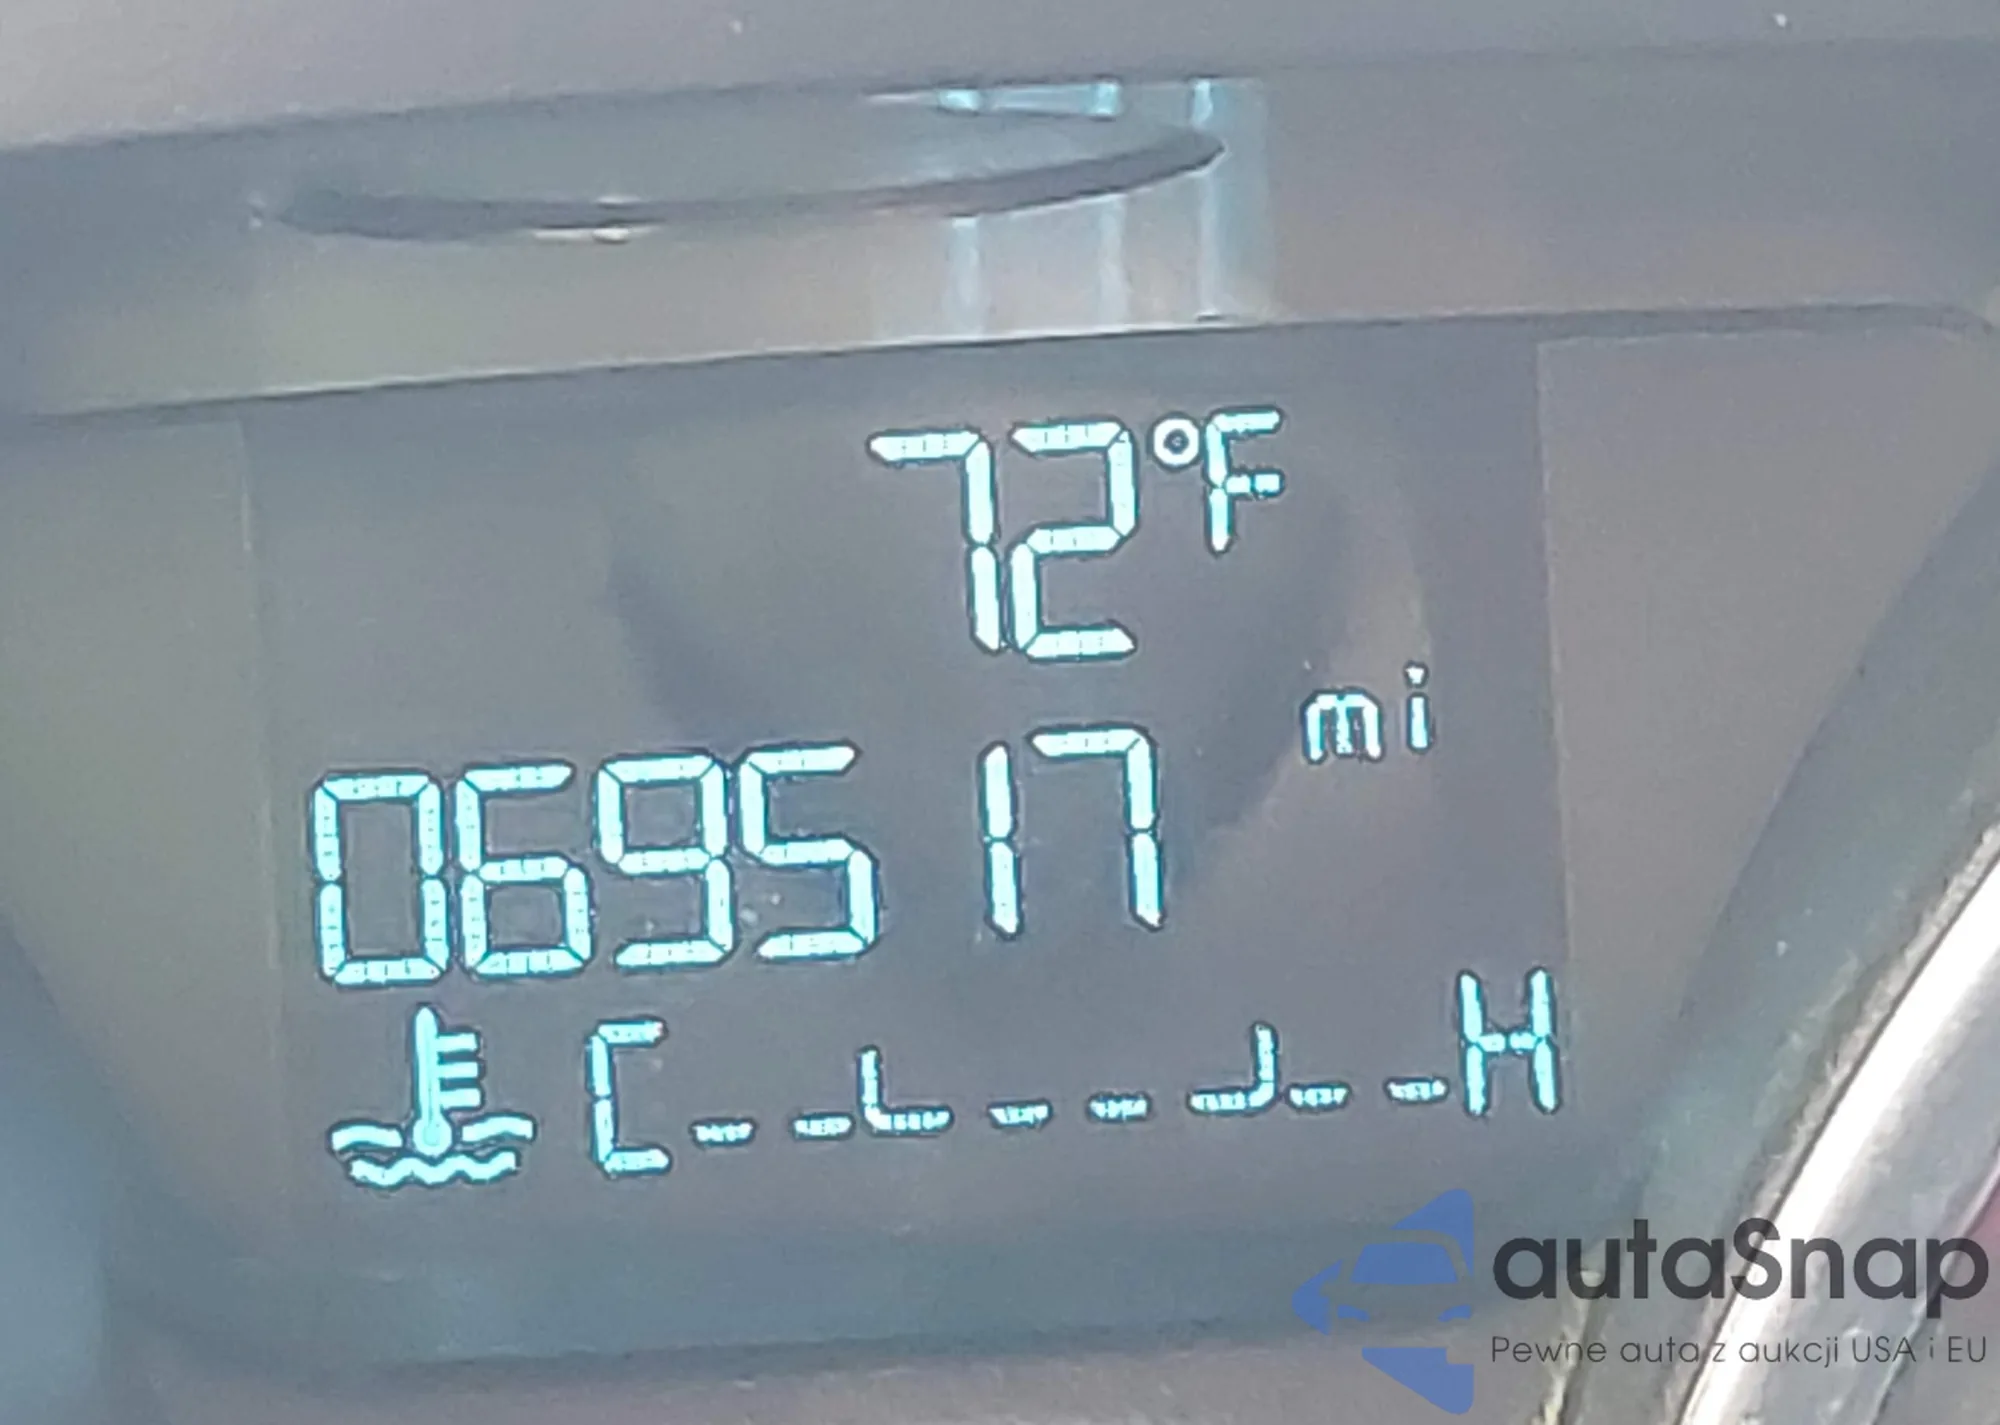 72°F
069517 mi
C H
autaSnap
Pewne auta z aukcji USA i EU